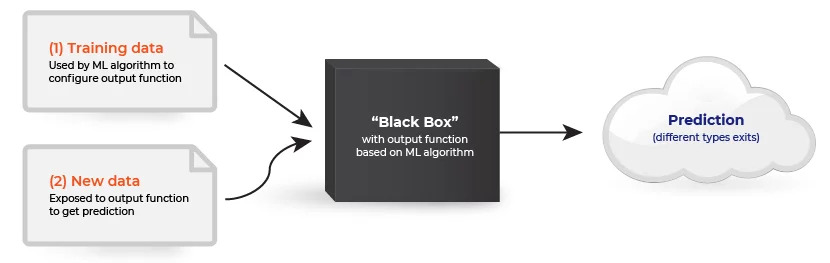 (1) Training data
Used by ML algorithm to
configure output function
(2) New data
Exposed to output function
to get prediction
“Black Box”
with output function
based on ML algorithm
Prediction
(different types exits)